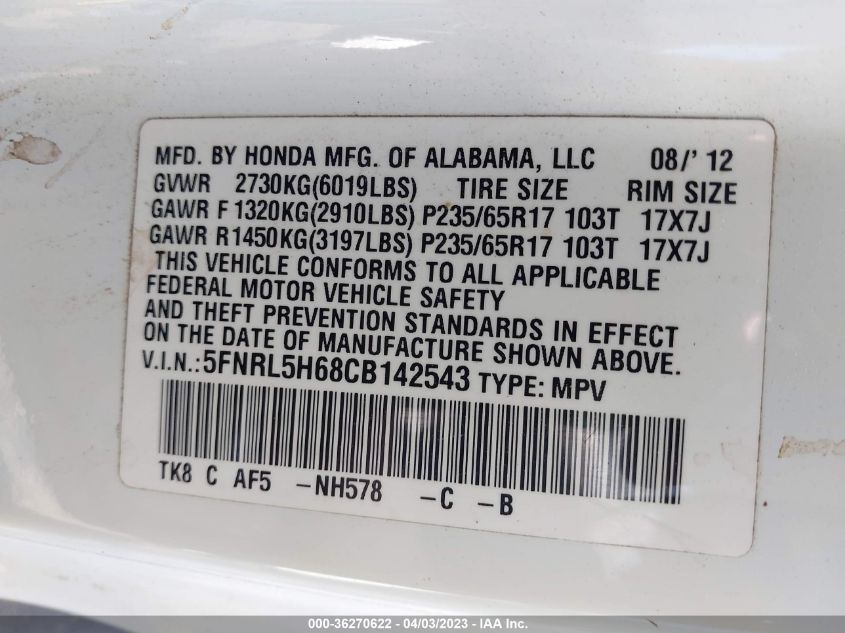 MFD. BY HONDA MFG. OF ALABAMA, LLC 08/' 12
GVWR 2730KG(6019LBS) TIRE SIZE RIM SIZE
GAWR F 1320KG(2910LBS) P235/65R17 103T 17X7J
GAWR R1450KG(3197LBS) P235/65R17 103T 17X7J
THIS VEHICLE CONFORMS TO ALL APPLICABLE
FEDERAL MOTOR VEHICLE SAFETY
AND THEFT PREVENTION STANDARDS IN EFFECT
ON THE DATE OF MANUFACTURE SHOWN ABOVE.
V.I.N.:5FNRL5H68CB142543 TYPE: MPV
TK8 C AF5 -NH578 -C -B
000-36270622 - 04/03/2023 - IAA Inc.